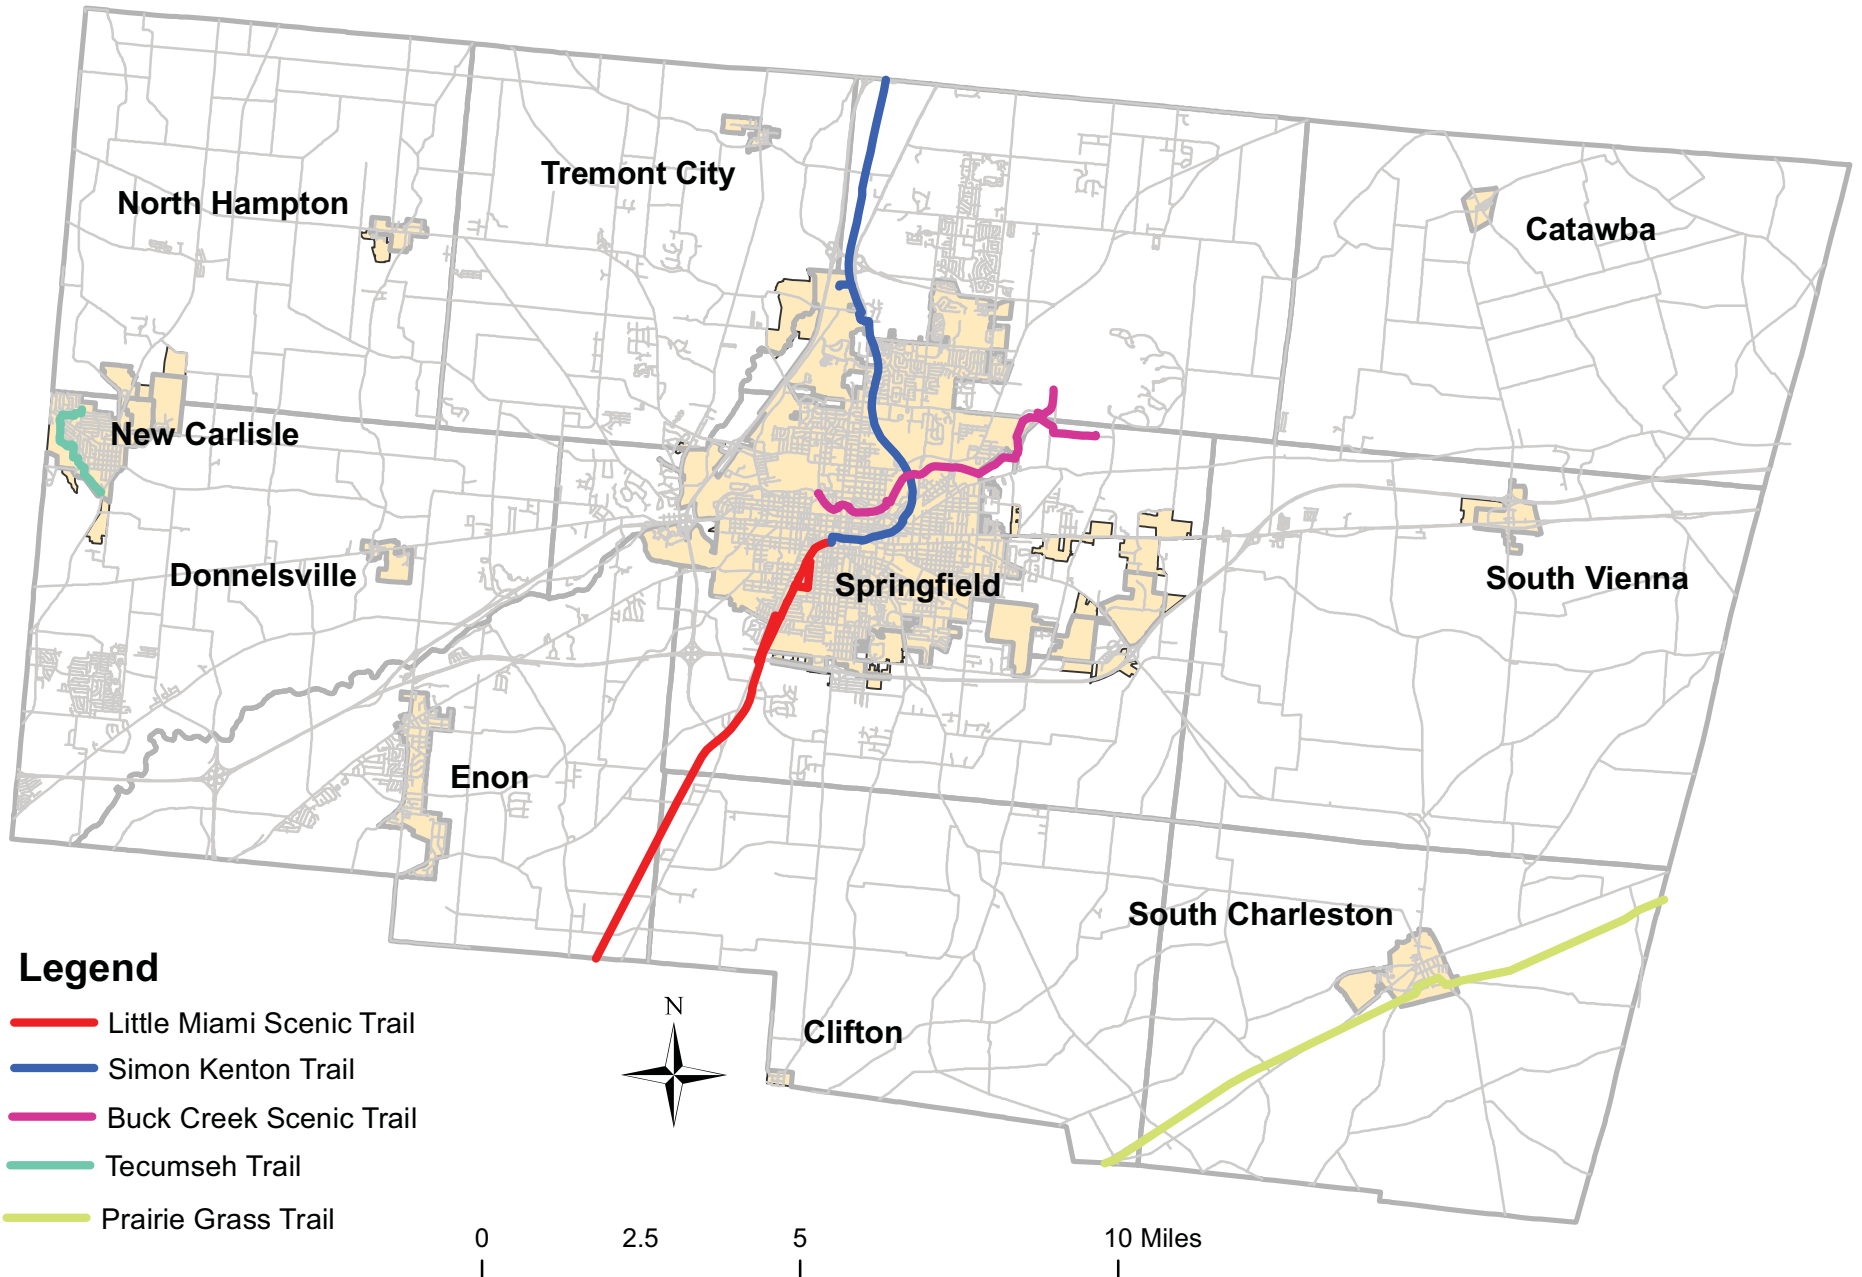 Tremont City
North Hampton
Catawba
New Carlisle
Donnelsville
Springfield
South Vienna
Enon
South Charleston
Clifton
Legend
Little Miami Scenic Trail
Simon Kenton Trail
Buck Creek Scenic Trail
Tecumseh Trail
Prairie Grass Trail
N
0 2.5 5 10 Miles